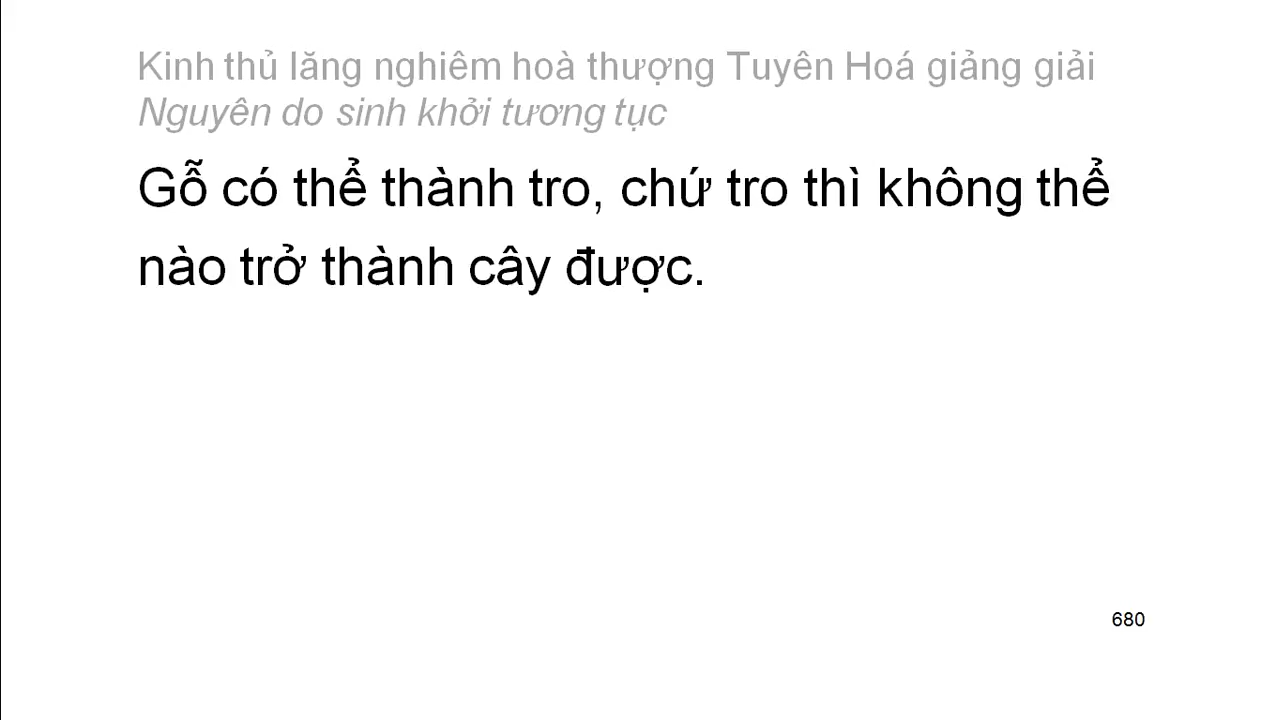 Kinh thủ lăng nghiêm hoà thượng Tuyên Hoá giảng giải
Nguyên do sinh khởi tương tục
Gỗ có thể thành tro, chứ tro thì không thể
nào trở thành cây được.
680